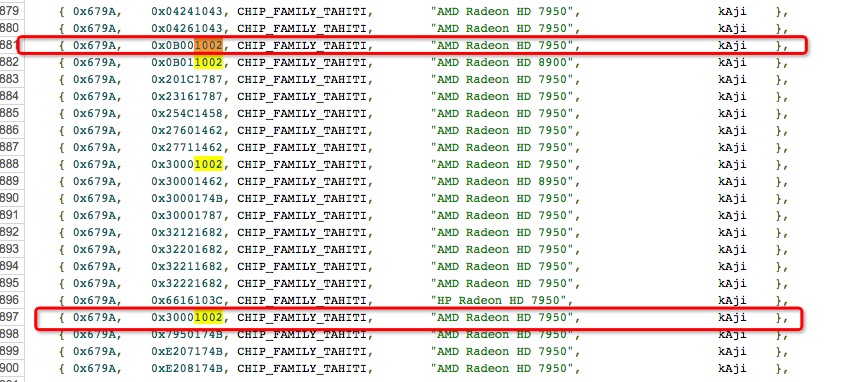 879 { 0x679A, 0x04241043, CHIP_FAMILY_TAHITI, "AMD Radeon HD 7950", kAji },
880 { 0x679A, 0x04261043, CHIP_FAMILY_TAHITI, "AMD Radeon HD 7950", kAji },
881 { 0x679A, 0x0B001002, CHIP_FAMILY_TAHITI, "AMD Radeon HD 7950", kAji },
882 { 0x679A, 0x0B011002, CHIP_FAMILY_TAHITI, "AMD Radeon HD 8900", kAji },
883 { 0x679A, 0x201C1787, CHIP_FAMILY_TAHITI, "AMD Radeon HD 7950", kAji },
884 { 0x679A, 0x23161787, CHIP_FAMILY_TAHITI, "AMD Radeon HD 7950", kAji },
885 { 0x679A, 0x254C1458, CHIP_FAMILY_TAHITI, "AMD Radeon HD 7950", kAji },
886 { 0x679A, 0x27601462, CHIP_FAMILY_TAHITI, "AMD Radeon HD 7950", kAji },
887 { 0x679A, 0x27711462, CHIP_FAMILY_TAHITI, "AMD Radeon HD 7950", kAji },
888 { 0x679A, 0x30001002, CHIP_FAMILY_TAHITI, "AMD Radeon HD 7950", kAji },
889 { 0x679A, 0x30001462, CHIP_FAMILY_TAHITI, "AMD Radeon HD 8950", kAji },
890 { 0x679A, 0x3000174B, CHIP_FAMILY_TAHITI, "AMD Radeon HD 7950", kAji },
891 { 0x679A, 0x30001787, CHIP_FAMILY_TAHITI, "AMD Radeon HD 7950", kAji },
892 { 0x679A, 0x32121682, CHIP_FAMILY_TAHITI, "AMD Radeon HD 7950", kAji },
893 { 0x679A, 0x32201682, CHIP_FAMILY_TAHITI, "AMD Radeon HD 7950", kAji },
894 { 0x679A, 0x32211682, CHIP_FAMILY_TAHITI, "AMD Radeon HD 7950", kAji },
895 { 0x679A, 0x32221682, CHIP_FAMILY_TAHITI, "AMD Radeon HD 7950", kAji },
896 { 0x679A, 0x6616103C, CHIP_FAMILY_TAHITI, "HP Radeon HD 7950", kAji },
897 { 0x679A, 0x30001002, CHIP_FAMILY_TAHITI, "AMD Radeon HD 7950", kAji },
898 { 0x679A, 0x7950174B, CHIP_FAMILY_TAHITI, "AMD Radeon HD 7950", kAji },
899 { 0x679A, 0xE207174B, CHIP_FAMILY_TAHITI, "AMD Radeon HD 7950", kAji },
900 { 0x679A, 0xE208174B, CHIP_FAMILY_TAHITI, "AMD Radeon HD 7950", kAji },